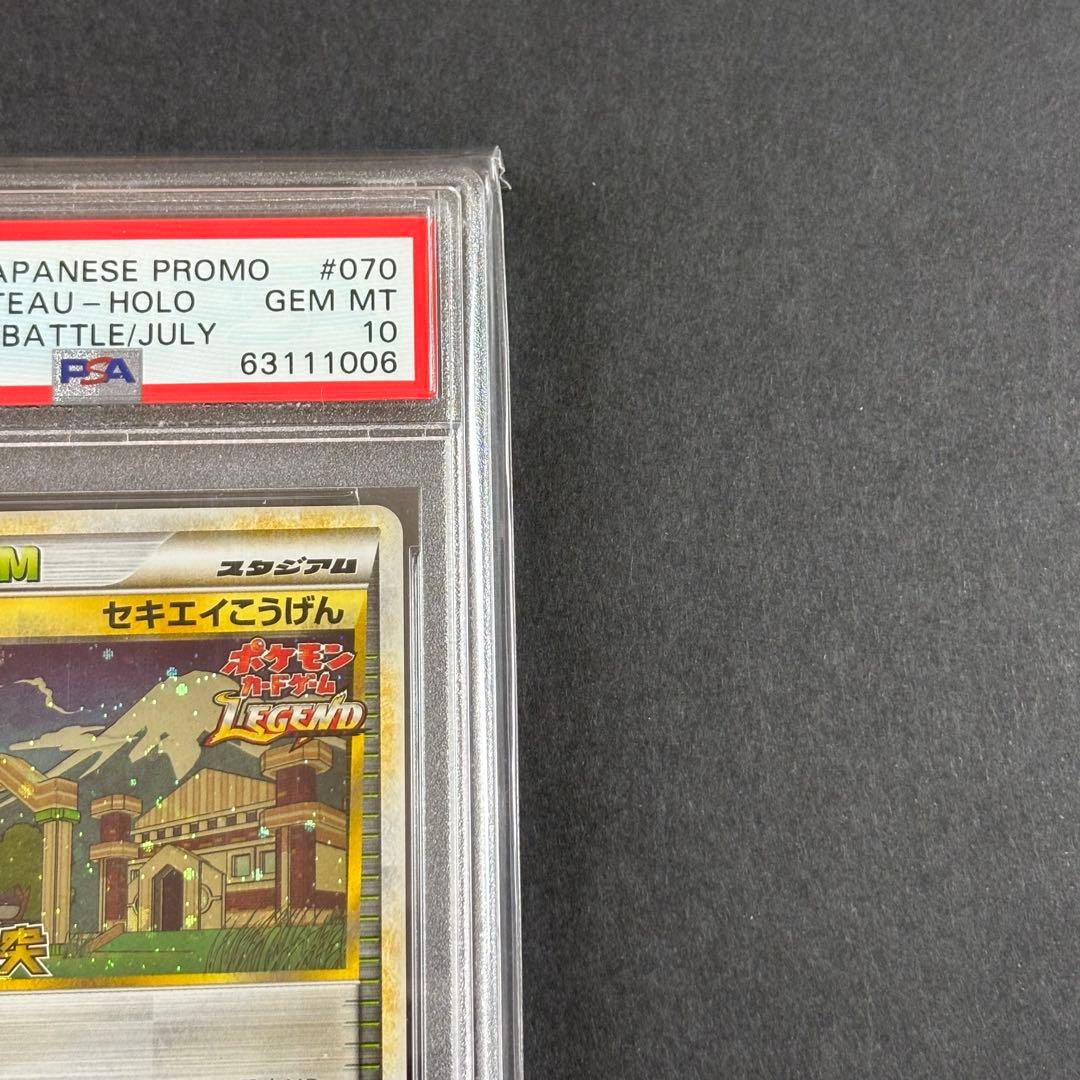 APANESE PROMO #070
TEAU-HOLO GEM MT
BATTLE/JULY 10
PSA 63111006
M スタジアム
セキエイこうげん
ポケモン
カードゲーム
LEGEND